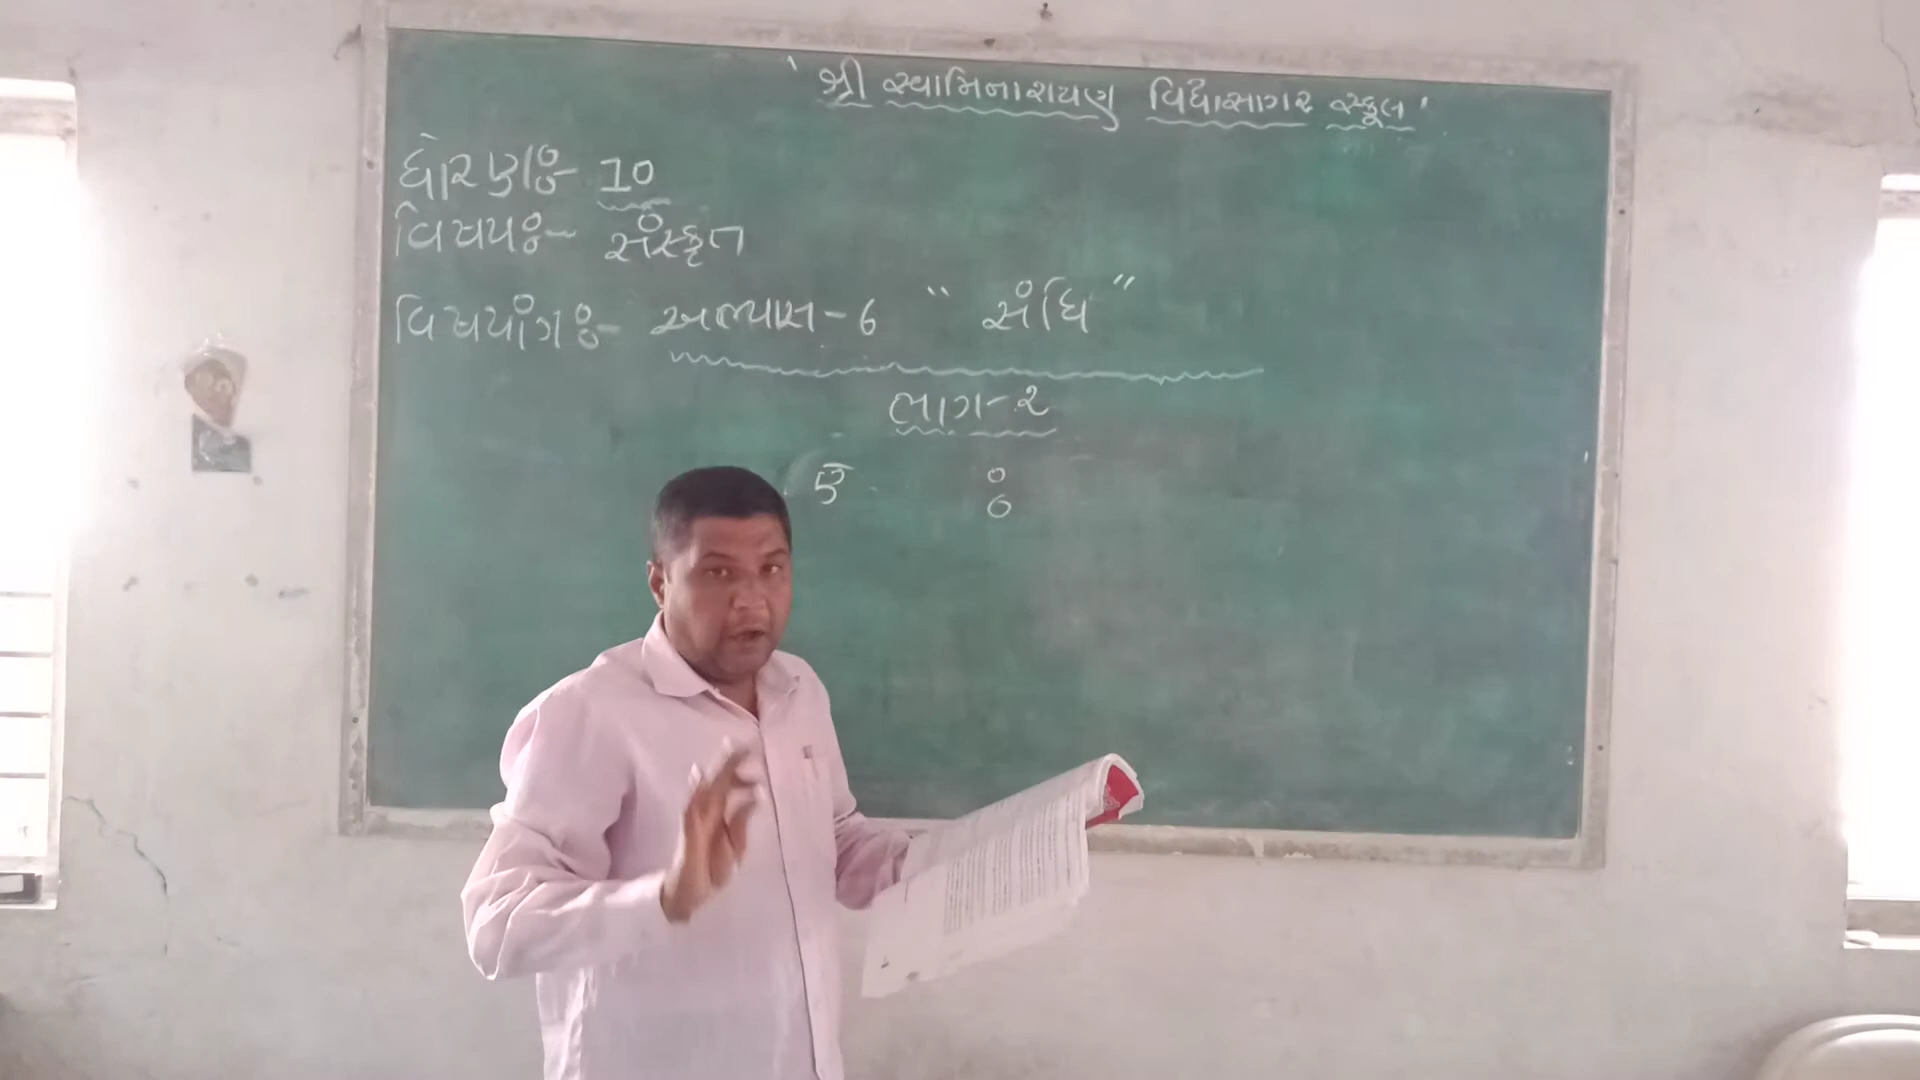 ' શ્રી સ્વામિનારાયણ વિદ્યાસાગર સ્કૂલ '
ધોરણઃ- 10
વિષયઃ- સંસ્કૃત
વિષયાંગઃ- અભ્યાસ-6 " સંધિ "
ભાગ-૨